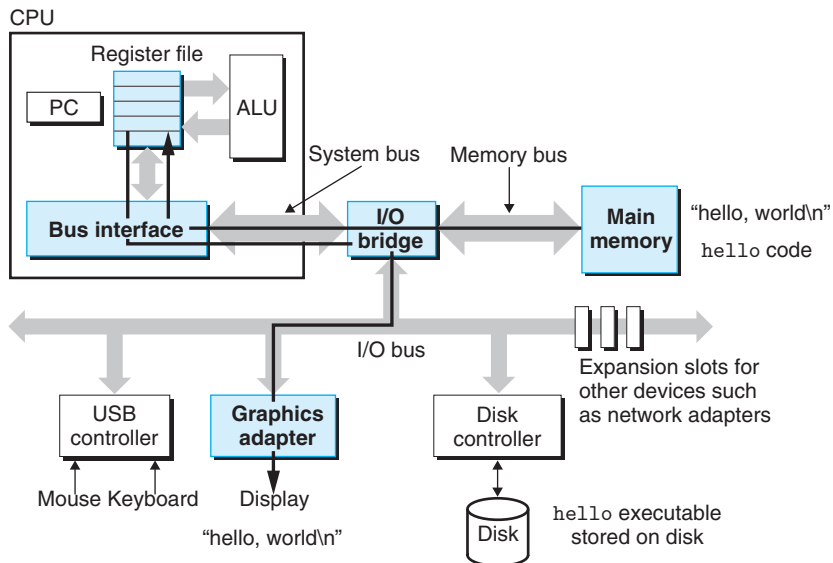 CPU
Register file
PC
ALU
System bus
Memory bus
Bus interface
I/O
bridge
Main
memory
“hello, world\n”
hello code
I/O bus
Expansion slots for
other devices such
as network adapters
USB
controller
Graphics
adapter
Disk
controller
Mouse Keyboard
Display
“hello, world\n”
Disk
hello executable
stored on disk